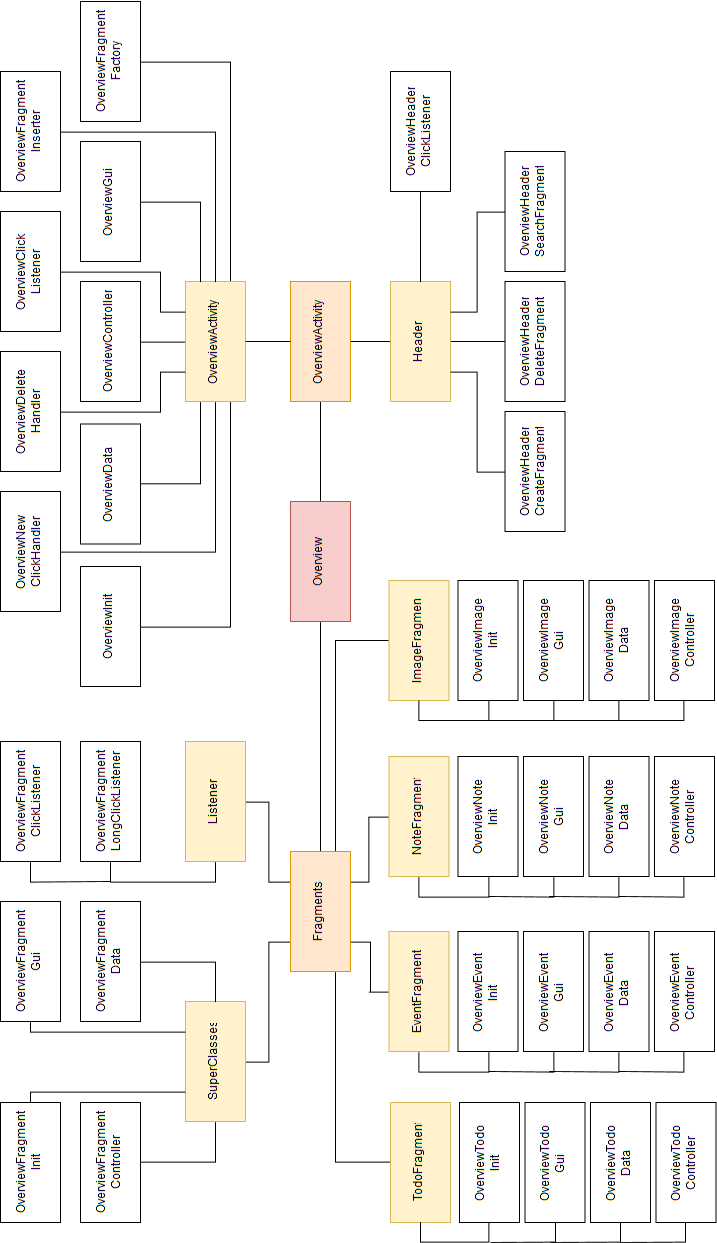 OverviewFragment
Init
OverviewFragment
Gui
OverviewFragment
ClickListener
OverviewNew
ClickHandler
OverviewDelete
Handler
OverviewClick
Listener
OverviewFragment
Inserter
OverviewFragment
Controller
OverviewFragment
Data
OverviewFragment
LongClickListener
OverviewInit
OverviewData
OverviewController
OverviewGui
OverviewFragment
Factory
SuperClasses
Listener
OverviewActivity
Fragments
Overview
OverviewActivity
TodoFragment
EventFragment
NoteFragment
ImageFragmen
Header
OverviewHeader
ClickListener
OverviewTodo
Init
OverviewEvent
Init
OverviewNote
Init
OverviewImage
Init
OverviewTodo
Gui
OverviewEvent
Gui
OverviewNote
Gui
OverviewImage
Gui
OverviewHeader
CreateFragment
OverviewHeader
DeleteFragment
OverviewHeader
SearchFragment
OverviewTodo
Data
OverviewEvent
Data
OverviewNote
Data
OverviewImage
Data
OverviewTodo
Controller
OverviewEvent
Controller
OverviewNote
Controller
OverviewImage
Controller